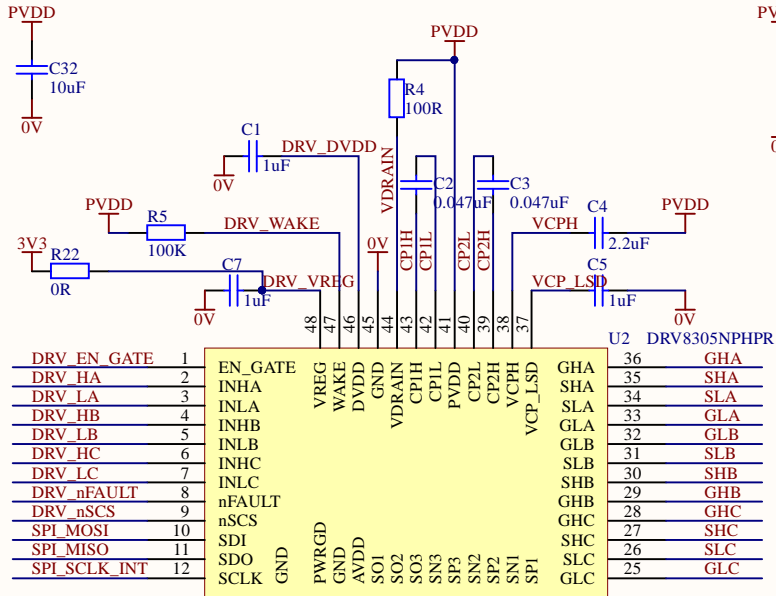 PVDD
PV
PVDD
C32
10uF
0V
0
R4
100R
C1
1uF
DRV_DVDD
0V
VDRAIN
C2
0.047uF
C3
0.047uF
CP1H
CP1L
CP2L
CP2H
PVDD
R5
100K
DRV_WAKE
0V
VCPH
C4
2.2uF
PVDD
3V3
R22
0R
C7
1uF
DRV_VREG
0V
VCP_LSD
C5
1uF
0V
48 47 46 45 44 43 42 41 40 39 38 37
U2 DRV8305NPHPR
VREG WAKE DVDD GND VDRAIN CP1H CP1L PVDD CP2L CP2H VCPH VCP_LSD
DRV_EN_GATE 1 EN_GATE GHA 36 GHA
DRV_HA 2 INHA SHA 35 SHA
DRV_LA 3 INLA SLA 34 SLA
DRV_HB 4 INHB GLA 33 GLA
DRV_LB 5 INLB GLB 32 GLB
DRV_HC 6 INHC SLB 31 SLB
DRV_LC 7 INLC SHB 30 SHB
DRV_nFAULT 8 nFAULT GHB 29 GHB
DRV_nSCS 9 nSCS GHC 28 GHC
SPI_MOSI 10 SDI SHC 27 SHC
SPI_MISO 11 SDO SLC 26 SLC
SPI_SCLK_INT 12 SCLK GLC 25 GLC
GND PWRGD GND AVDD SO1 SO2 SO3 SN3 SP3 SN2 SP2 SN1 SP1